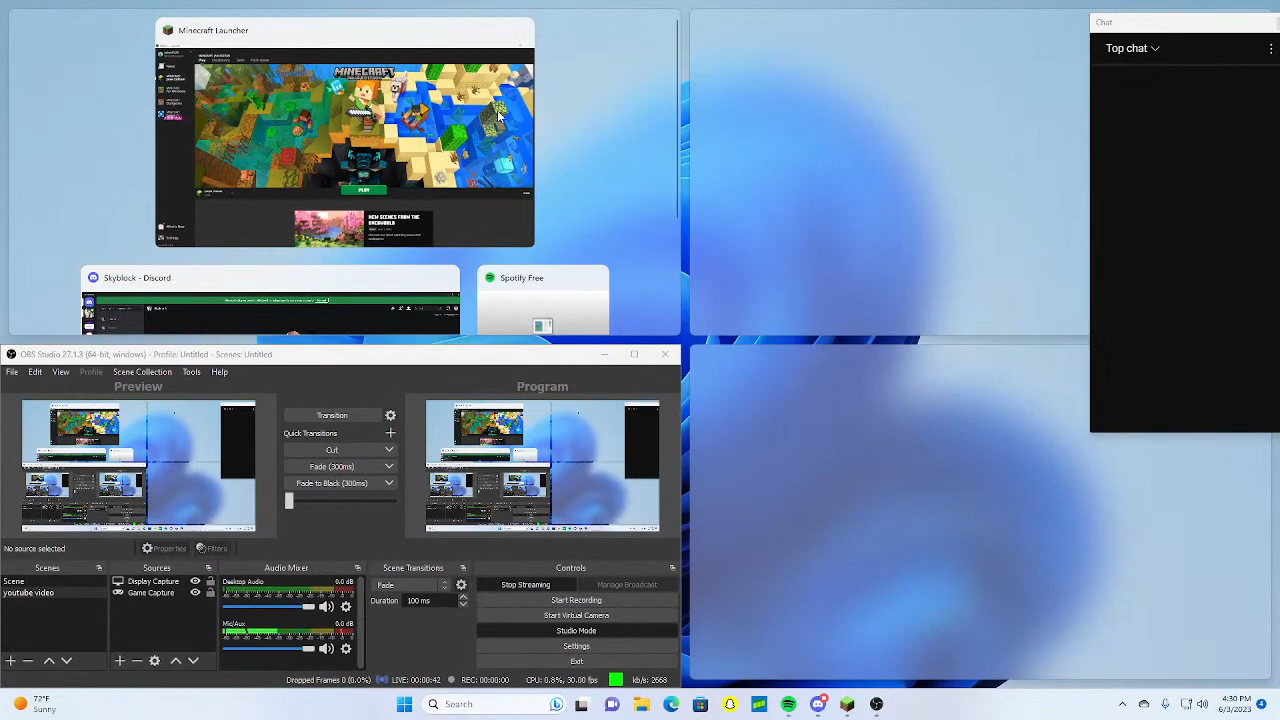 Minecraft Launcher
MINECRAFT
PLAY
NEW SCENES FROM THE
OVERWORLD
Skyblock - Discord
Spotify Free
Chat
Top chat
OBS Studio 27.1.3 (64-bit, windows) - Profile: Untitled - Scenes: Untitled
File Edit View Profile Scene Collection Tools Help
Preview
Program
Transition
Quick Transitions
Cut
Fade (300ms)
Fade to Black (300ms)
No source selected
Properties
Filters
Scenes
Sources
Audio Mixer
Scene Transitions
Controls
Scene
youtube video
Display Capture
Game Capture
Desktop Audio
0.0 dB
Mic/Aux
0.0 dB
Fade
Duration 100 ms
Stop Streaming
Manage Broadcast
Start Recording
Start Virtual Camera
Studio Mode
Settings
Exit
Dropped Frames 0 (0.0%)
LIVE: 00:00:42
REC: 00:00:00
CPU: 0.8%, 30.00 fps
kb/s: 2056
72°F
Sunny
Search
4:30 PM
6/3/2023